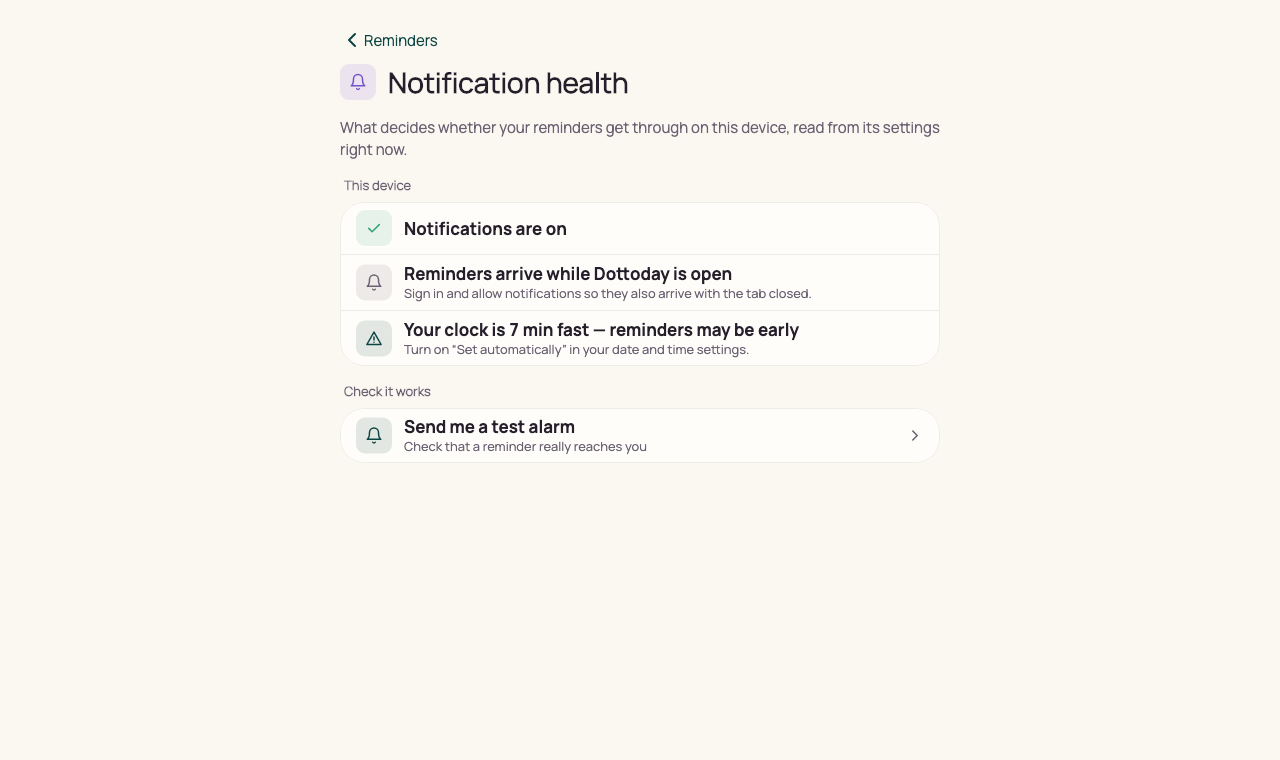 Reminders
Notification health
What decides whether your reminders get through on this device, read from its settings
right now.
This device
Notifications are on
Reminders arrive while Dottoday is open
Sign in and allow notifications so they also arrive with the tab closed.
Your clock is 7 min fast — reminders may be early
Turn on “Set automatically” in your date and time settings.
Check it works
Send me a test alarm
Check that a reminder really reaches you